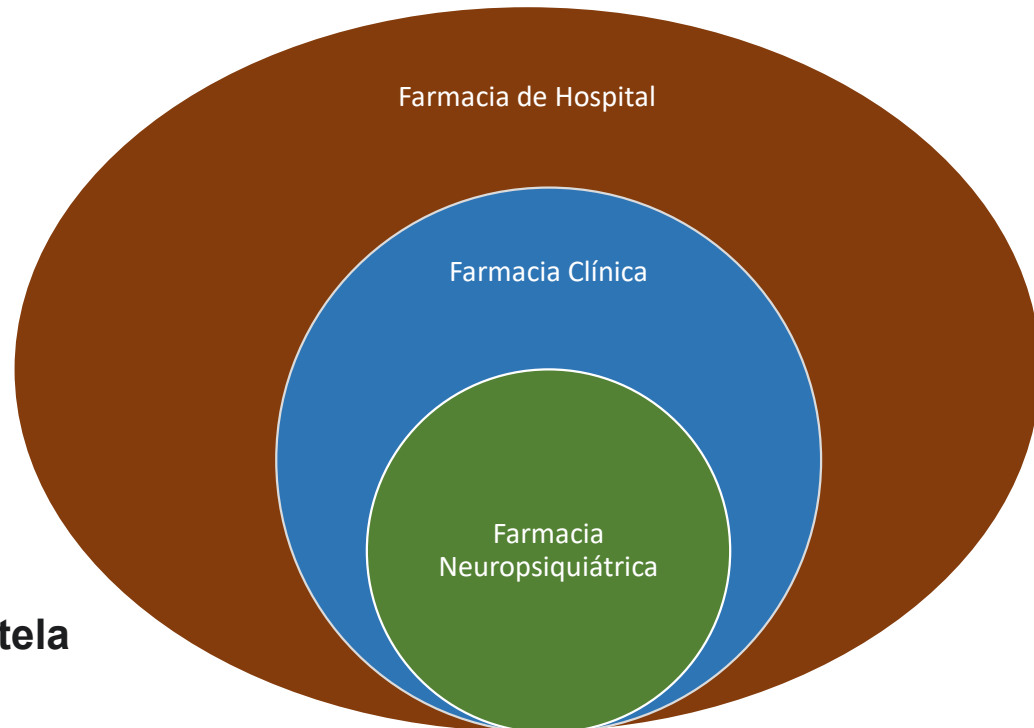 Farmacia de Hospital
Farmacia Clínica
Farmacia
Neuropsiquiátrica
tela